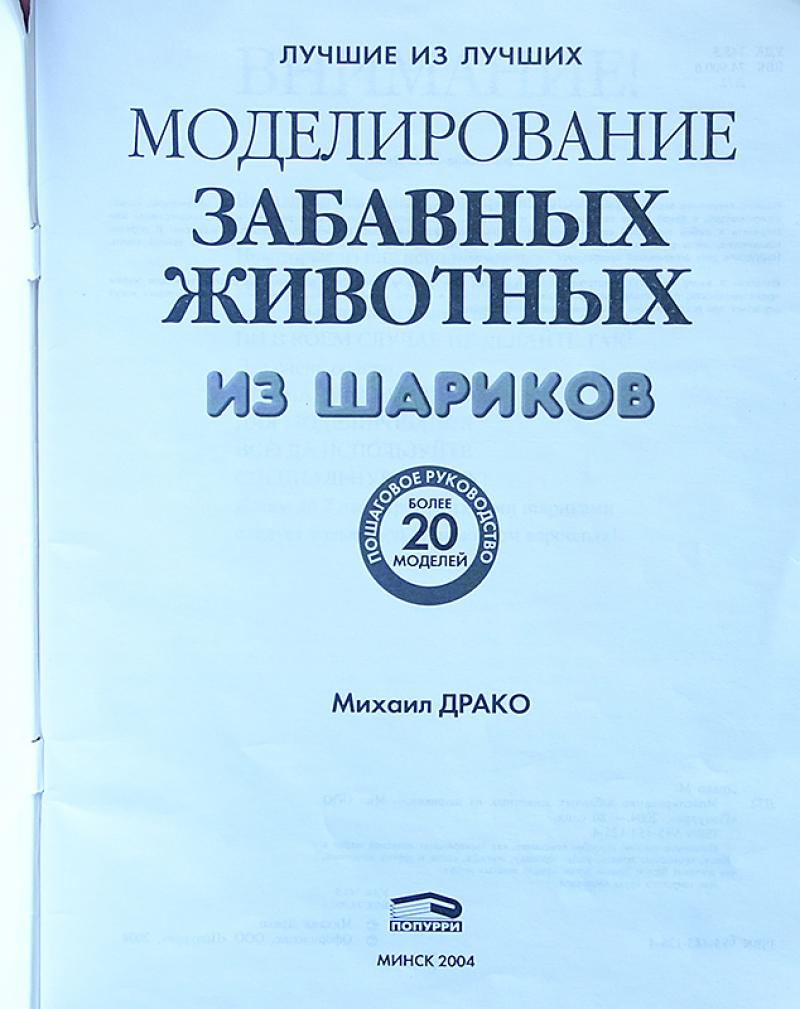 ЛУЧШИЕ ИЗ ЛУЧШИХ
МОДЕЛИРОВАНИЕ
ЗАБАВНЫХ
ЖИВОТНЫХ
ИЗ ШАРИКОВ
ПОШАГОВОЕ РУКОВОДСТВО
БОЛЕЕ
20
МОДЕЛЕЙ
Михаил ДРАКО
ПОПУРРИ
МИНСК 2004